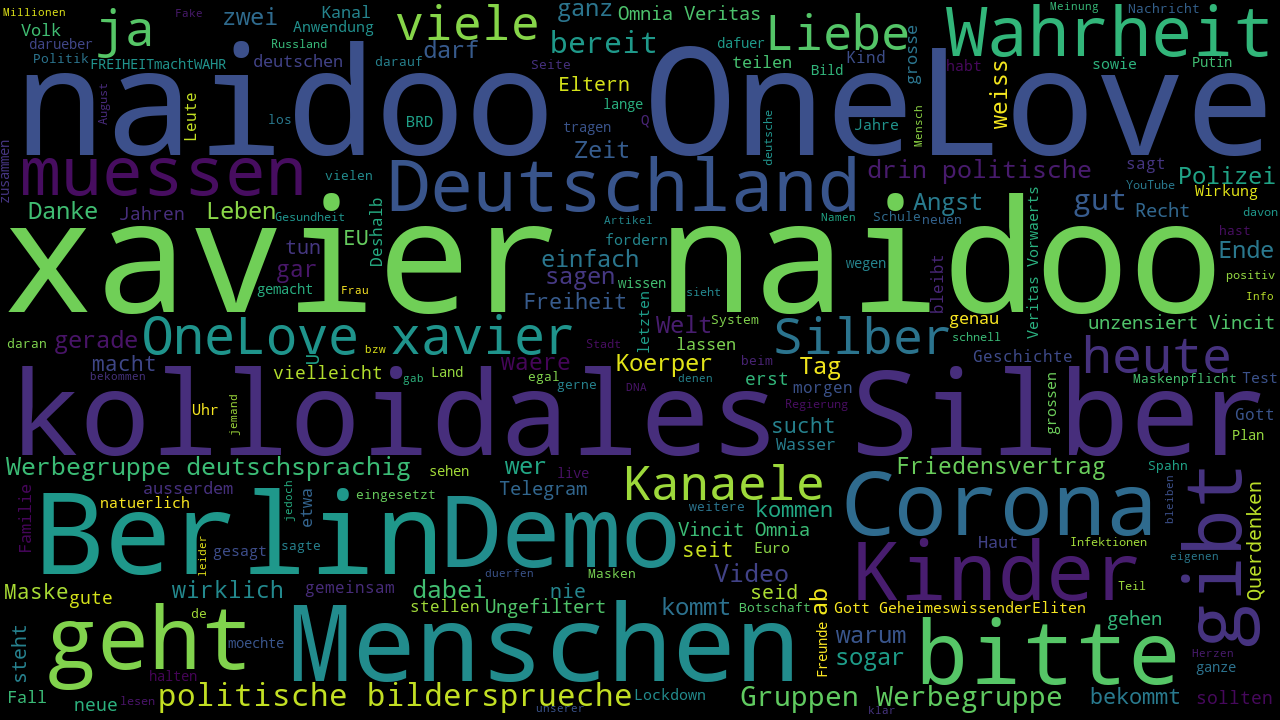 Millionen
Fake
zwei
Kanal
ganz
Omnia Veritas
Meinung
Nachricht
Volk
ja
Anwendung
viele
Liebe
Wahrheit
darueber
Russland
darf
bereit
dafuer
grosse
Politik
FREIHEITmachtWAHR
deutschen
darauf
Seite
teilen
Bild
Kind
habt
sowie
Putin
naidoo OneLove
August
Leute
Eltern
weiss
los
BRD
lange
tragen
Q
Jahre
Mensch
deutsche
Zeit
zusammen
muessen
vielen
Deutschland
drin politische
sagt
Polizei
YouTube
Wirkung
Danke
Jahren
Leben
Gesundheit
Deshalb
Artikel
Namen
Schule
neuen
Angst
gut
Recht
davon
xavier naidoo
tun
EU
fordern
Veritas Vorwaerts
hast
Ende
gar
einfach
wegen
sagen
wissen
bleibt
positiv
gemacht
Frau
Freiheit
sieht
Info
letzten
Welt
System
genau
unzensiert Vincit
daran
gerade
OneLove xavier
U
bzw
Stadt
lassen
Silber
schnell
heute
macht
waere
Koerper
beim
Tag
Geschichte
bekommen
vielleicht
gab
Land
egal
gerne
DNA
denen
erst
morgen
grossen
Maskenpflicht
Test
kolloidales Silber
Uhr
jemand
Regierung
sucht
Wasser
Gott
Plan
Werbegruppe deutschsprachig
sehen
wer
live
Kanaele
Friedensvertrag
Spahn
Familie
ausserdem
natuerlich
jedoch
etwa
eingesetzt
Telegram
weitere
kommen
Corona
bleiben
gibt
Querdenken
BerlinDemo
leider
gesagt
sagte
Vincit Omnia
seit
Euro
Haut
Infektionen
eigenen
Masken
duerfen
Video
Kinder
Teil
Maske
gute
wirklich
gemeinsam
dabei
nie
seid
ab
de
stellen
Ungefiltert
kommt
Botschaft
Gott GeheimeswissenderEliten
steht
geht
moechte
Menschen
Freunde
warum
bitte
gehen
Herzen
sogar
ganze
halten
Fall
neue
lesen
politische bildersprueche
unserer
Lockdown
Gruppen Werbegruppe
klar
bekommt
sollten